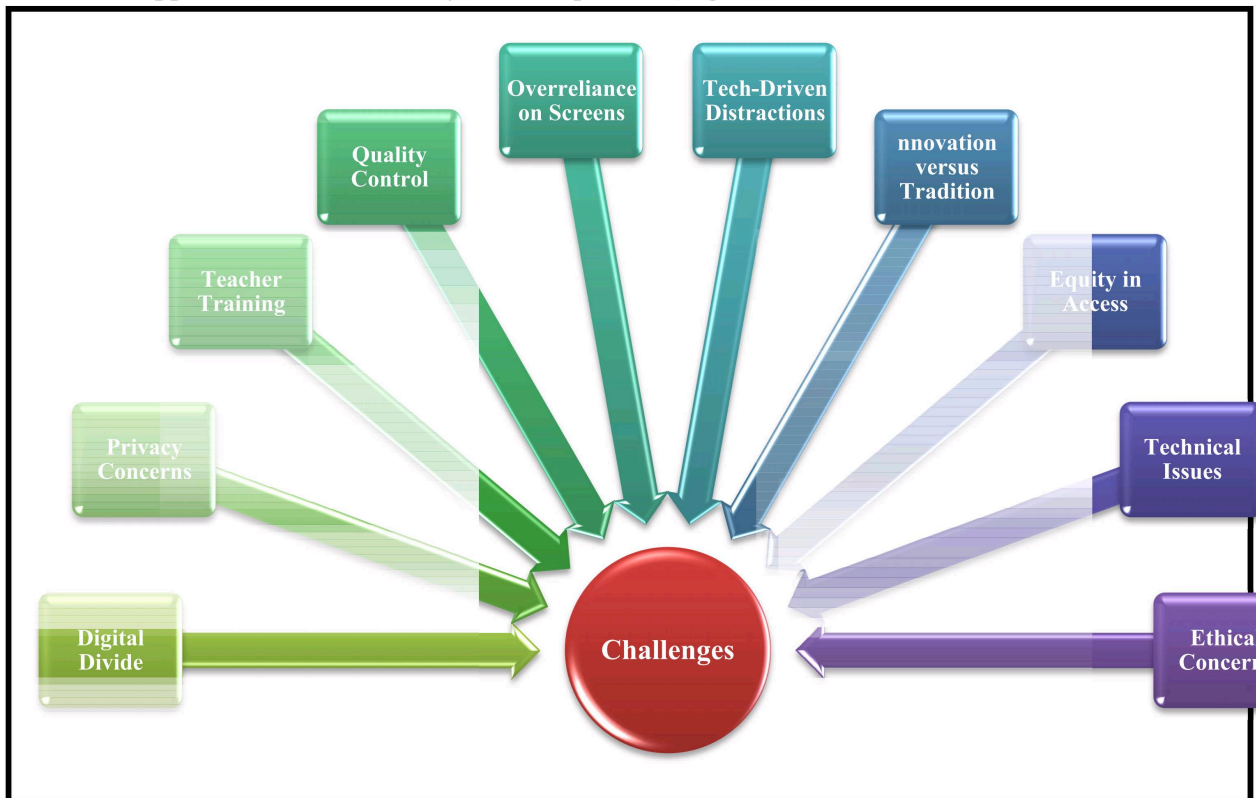 Overreliance
on Screens
Tech-Driven
Distractions
Quality
Control
nnovation
versus
Tradition
Teacher
Training
Equity in
Access
Privacy
Concerns
Technical
Issues
Digital
Divide
Challenges
Ethica
Concern